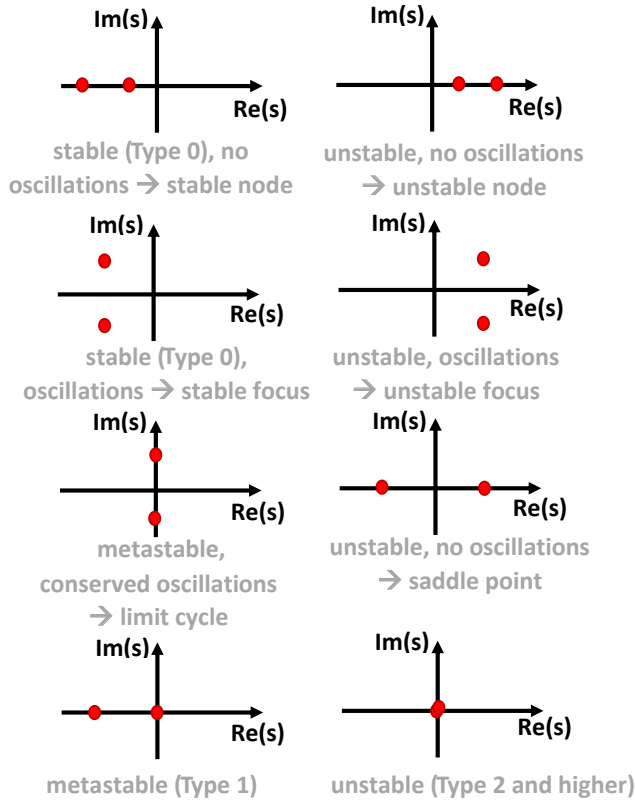 Im(s)
Re(s)
stable (Type 0), no
oscillations → stable node
Im(s)
Re(s)
unstable, no oscillations
→ unstable node
Im(s)
Re(s)
stable (Type 0),
oscillations → stable focus
Im(s)
Re(s)
unstable, oscillations
→ unstable focus
Im(s)
Re(s)
metastable,
conserved oscillations
→ limit cycle
Im(s)
Re(s)
unstable, no oscillations
→ saddle point
Im(s)
Re(s)
metastable (Type 1)
Im(s)
Re(s)
unstable (Type 2 and higher)